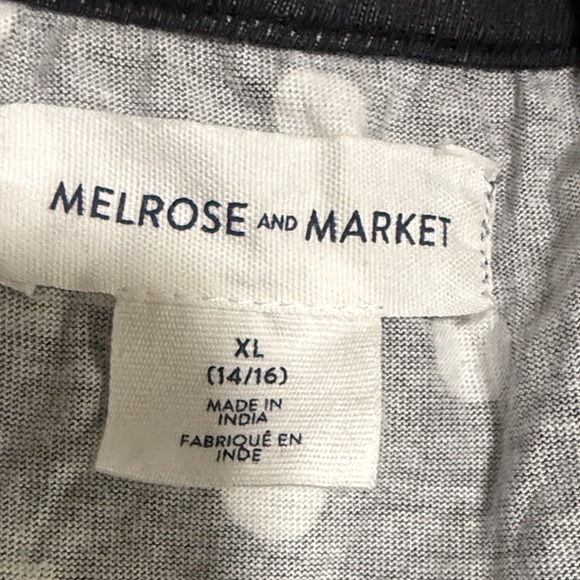 MELROSE AND MARKET
XL
(14/16)
MADE IN
INDIA
FABRIQUÉ EN
INDE